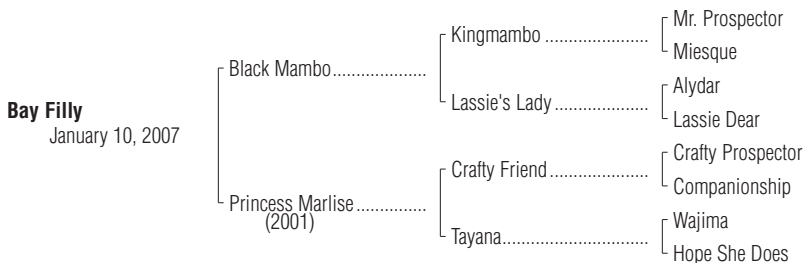 Mr. Prospector
Kingmambo .......................
Miesque
Black Mambo.....................
Alydar
Lassie's Lady .....................
Lassie Dear
Bay Filly
January 10, 2007
Crafty Prospector
Crafty Friend ......................
Companionship
Princess Marlise ................
(2001)
Wajima
Tayana................................
Hope She Does